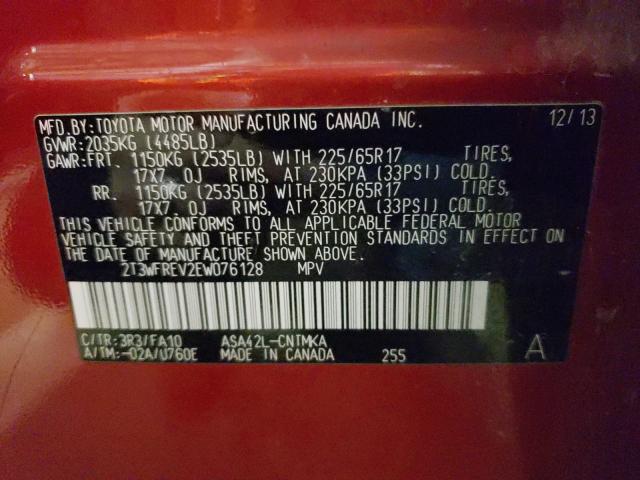 MFD.BY:TOYOTA MOTOR MANUFACTURING CANADA INC. 12/13
GVWR:2035KG (4485LB)
GAWR:FRT. 1150KG (2535LB) WITH 225/65R17 TIRES,
17X7.0J RIMS, AT 230KPA (33PSI) COLD.
RR. 1150KG (2535LB) WITH 225/65R17 TIRES,
17X7.0J RIMS, AT 230KPA (33PSI) COLD.
THIS VEHICLE CONFORMS TO ALL APPLICABLE FEDERAL MOTOR
VEHICLE SAFETY AND THEFT PREVENTION STANDARDS IN EFFECT ON
THE DATE OF MANUFACTURE SHOWN ABOVE.
2T3WFREV2EW076128 MPV
C/TR:3R3/FA10 ASA42L-CNTMKA
A/TM:-02A/U760E MADE IN CANADA 255 A